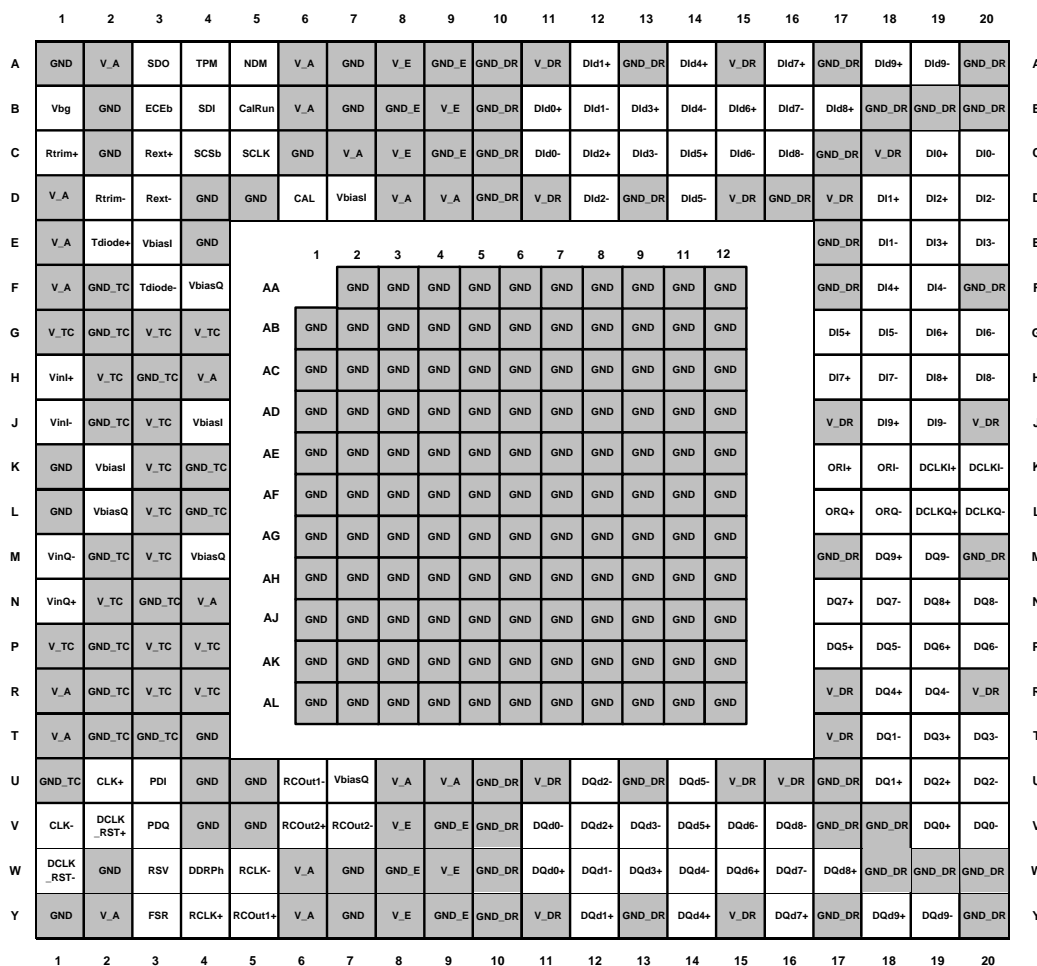 1 2 3 4 5 6 7 8 9 10 11 12 13 14 15 16 17 18 19 20
A GND V_A SDO TPM NDM V_A GND V_E GND_E GND_DR V_DR DId1+ GND_DR DId4+ V_DR DId7+ GND_DR DId9+ DId9- GND_DR
B Vbg GND ECEb SDI CalRun V_A GND GND_E V_E GND_DR DId0+ DId1- DId3+ DId4- DId6+ DId7- DId8+ GND_DR GND_DR GND_DR
C Rtrim+ GND Rext+ SCSb SCLK GND V_A V_E GND_E GND_DR DId0- DId2+ DId3- DId5+ DId6- DId8- GND_DR V_DR DI0+ DI0-
D V_A Rtrim- Rext- GND GND CAL VbiasI V_A V_A GND_DR V_DR DId2- GND_DR DId5- V_DR GND_DR V_DR DI1+ DI2+ DI2-
E V_A Tdiode+ VbiasI GND GND_DR DI1- DI3+ DI3-
1 2 3 4 5 6 7 8 9 11 12
F V_A GND_TC Tdiode- VbiasQ AA GND GND GND GND GND GND GND GND GND GND GND_DR DI4+ DI4- GND_DR
G V_TC GND_TC V_TC V_TC AB GND GND GND GND GND GND GND GND GND GND GND DI5+ DI5- DI6+ DI6-
H VinI+ V_TC GND_TC V_A AC GND GND GND GND GND GND GND GND GND GND GND DI7+ DI7- DI8+ DI8-
J VinI- GND_TC V_TC VbiasI AD GND GND GND GND GND GND GND GND GND GND GND V_DR DI9+ DI9- V_DR
K GND VbiasI V_TC GND_TC AE GND GND GND GND GND GND GND GND GND GND GND ORI+ ORI- DCLKI+ DCLKI-
L GND VbiasQ V_TC GND_TC AF GND GND GND GND GND GND GND GND GND GND GND ORQ+ ORQ- DCLKQ+ DCLKQ-
AG GND GND GND GND GND GND GND GND GND GND GND
M VinQ- GND_TC V_TC VbiasQ GND_DR DQ9+ DQ9- GND_DR
AH GND GND GND GND GND GND GND GND GND GND GND
N VinQ+ V_TC GND_TC V_A DQ7+ DQ7- DQ8+ DQ8-
AJ GND GND GND GND GND GND GND GND GND GND GND
P V_TC GND_TC V_TC V_TC DQ5+ DQ5- DQ6+ DQ6-
AK GND GND GND GND GND GND GND GND GND GND GND
R V_A GND_TC V_TC V_TC AL GND GND GND GND GND GND GND GND GND GND GND V_DR DQ4+ DQ4- V_DR
T V_A GND_TC GND_TC GND V_DR DQ1- DQ3+ DQ3-
U GND_TC CLK+ PDI GND GND RCOut1- VbiasQ V_A V_A GND_DR V_DR DQd2- GND_DR DQd5- V_DR V_DR GND_DR DQ1+ DQ2+ DQ2-
V CLK- DCLK _RST+ PDQ GND GND RCOut2+ RCOut2- V_E GND_E GND_DR DQd0- DQd2+ DQd3- DQd5+ DQd6- DQd8- GND_DR GND_DR DQ0+ DQ0-
W DCLK _RST- GND RSV DDRPh RCLK- V_A GND GND_E V_E GND_DR DQd0+ DQd1- DQd3+ DQd4- DQd6+ DQd7- DQd8+ GND_DR GND_DR GND_DR
Y GND V_A FSR RCLK+ RCOut1+ V_A GND V_E GND_E GND_DR V_DR DQd1+ GND_DR DQd4+ V_DR DQd7+ GND_DR DQd9+ DQd9- GND_DR
1 2 3 4 5 6 7 8 9 10 11 12 13 14 15 16 17 18 19 20